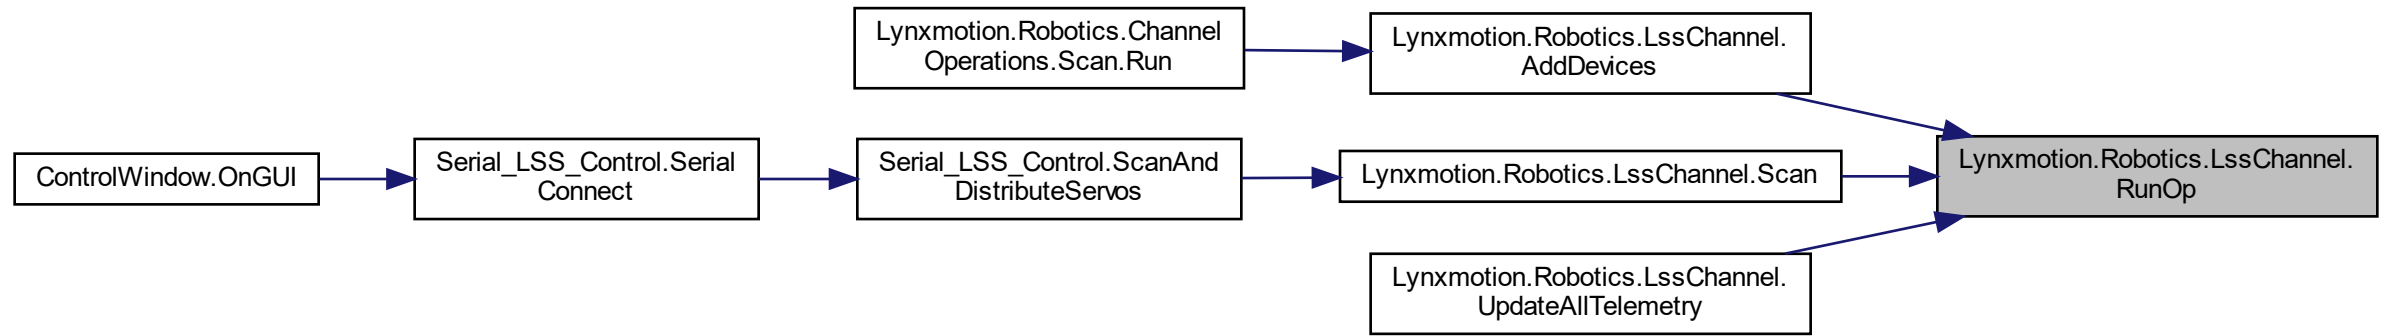 Lynxmotion.Robotics.Channel
Operations.Scan.Run
Lynxmotion.Robotics.LssChannel.
AddDevices
ControlWindow.OnGUI
Serial_LSS_Control.Serial
Connect
Serial_LSS_Control.ScanAnd
DistributeServos
Lynxmotion.Robotics.LssChannel.Scan
Lynxmotion.Robotics.LssChannel.
RunOp
Lynxmotion.Robotics.LssChannel.
UpdateAllTelemetry